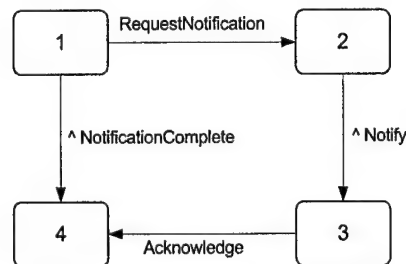 RequestNotification
1
2
^ NotificationComplete
^ Notify
4
3
Acknowledge